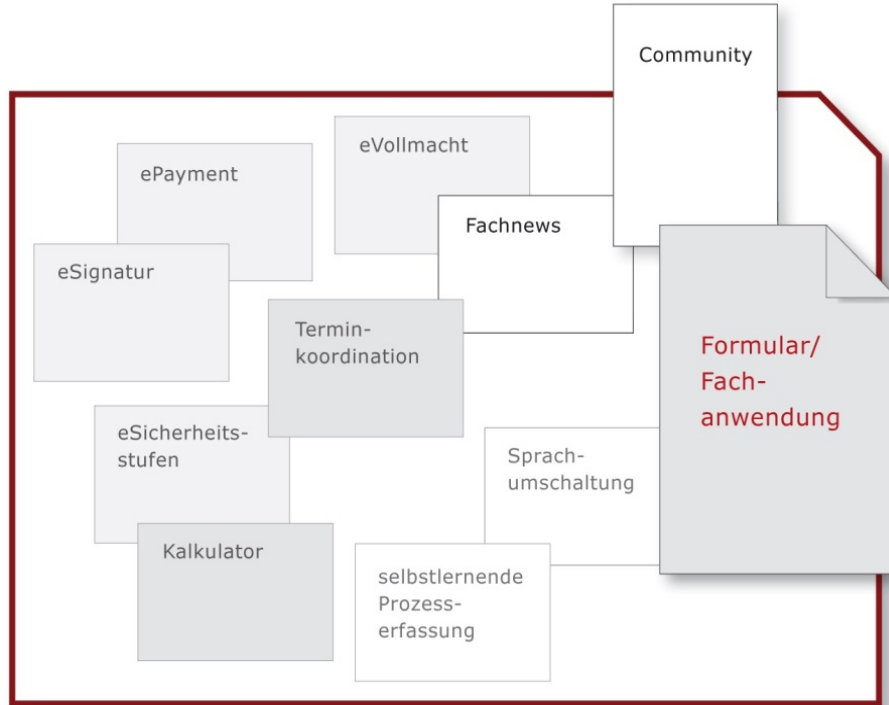 Community
eVollmacht
ePayment
Fachnews
eSignatur
Termin-
koordination
Formular/
Fach-
anwendung
eSicherheits-
stufen
Sprach-
umschaltung
Kalkulator
selbstlernende
Prozess-
erfassung